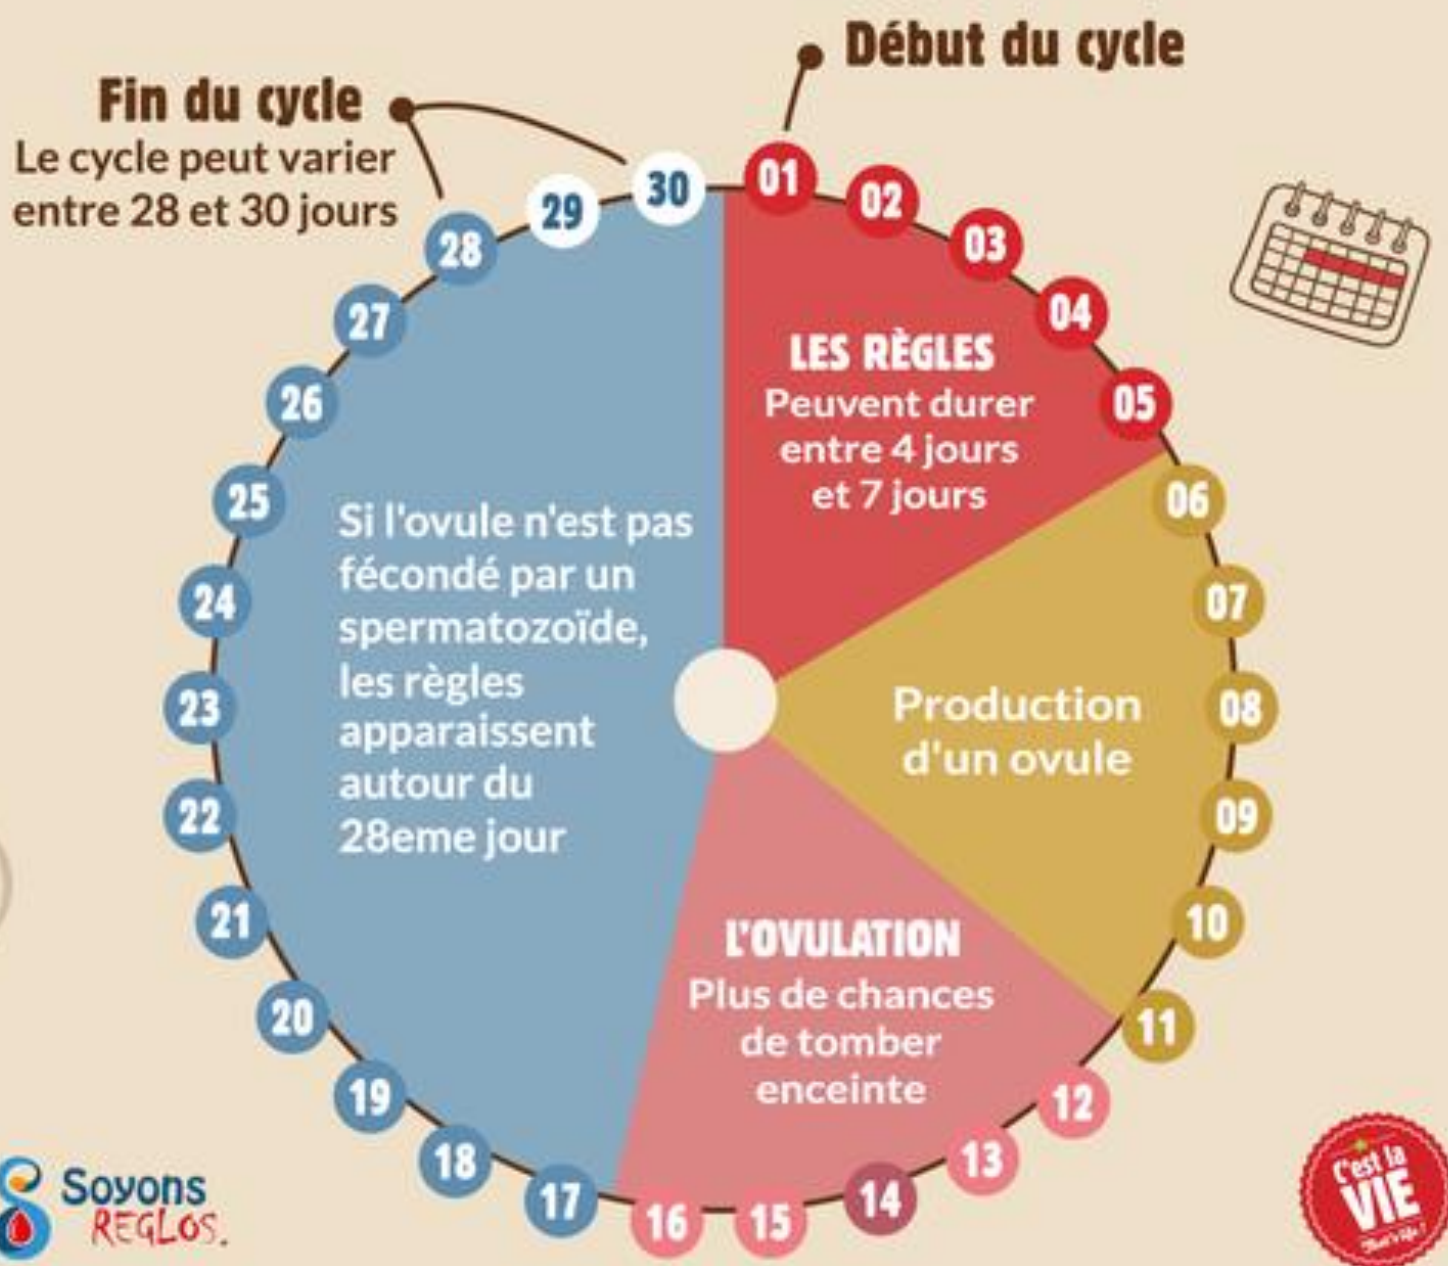 Début du cycle
Fin du cycle
Le cycle peut varier
entre 28 et 30 jours
01
02
03
04
05
06
07
08
09
10
11
12
13
14
15
16
17
18
19
20
21
22
23
24
25
26
27
28
29
30
LES RÈGLES
Peuvent durer
entre 4 jours
et 7 jours
Production
d'un ovule
L'OVULATION
Plus de chances
de tomber
enceinte
Si l'ovule n'est pas
fécondé par un
spermatozoïde,
les règles
apparaissent
autour du
28eme jour
Soyons
REGLOS.
C'est la
VIE